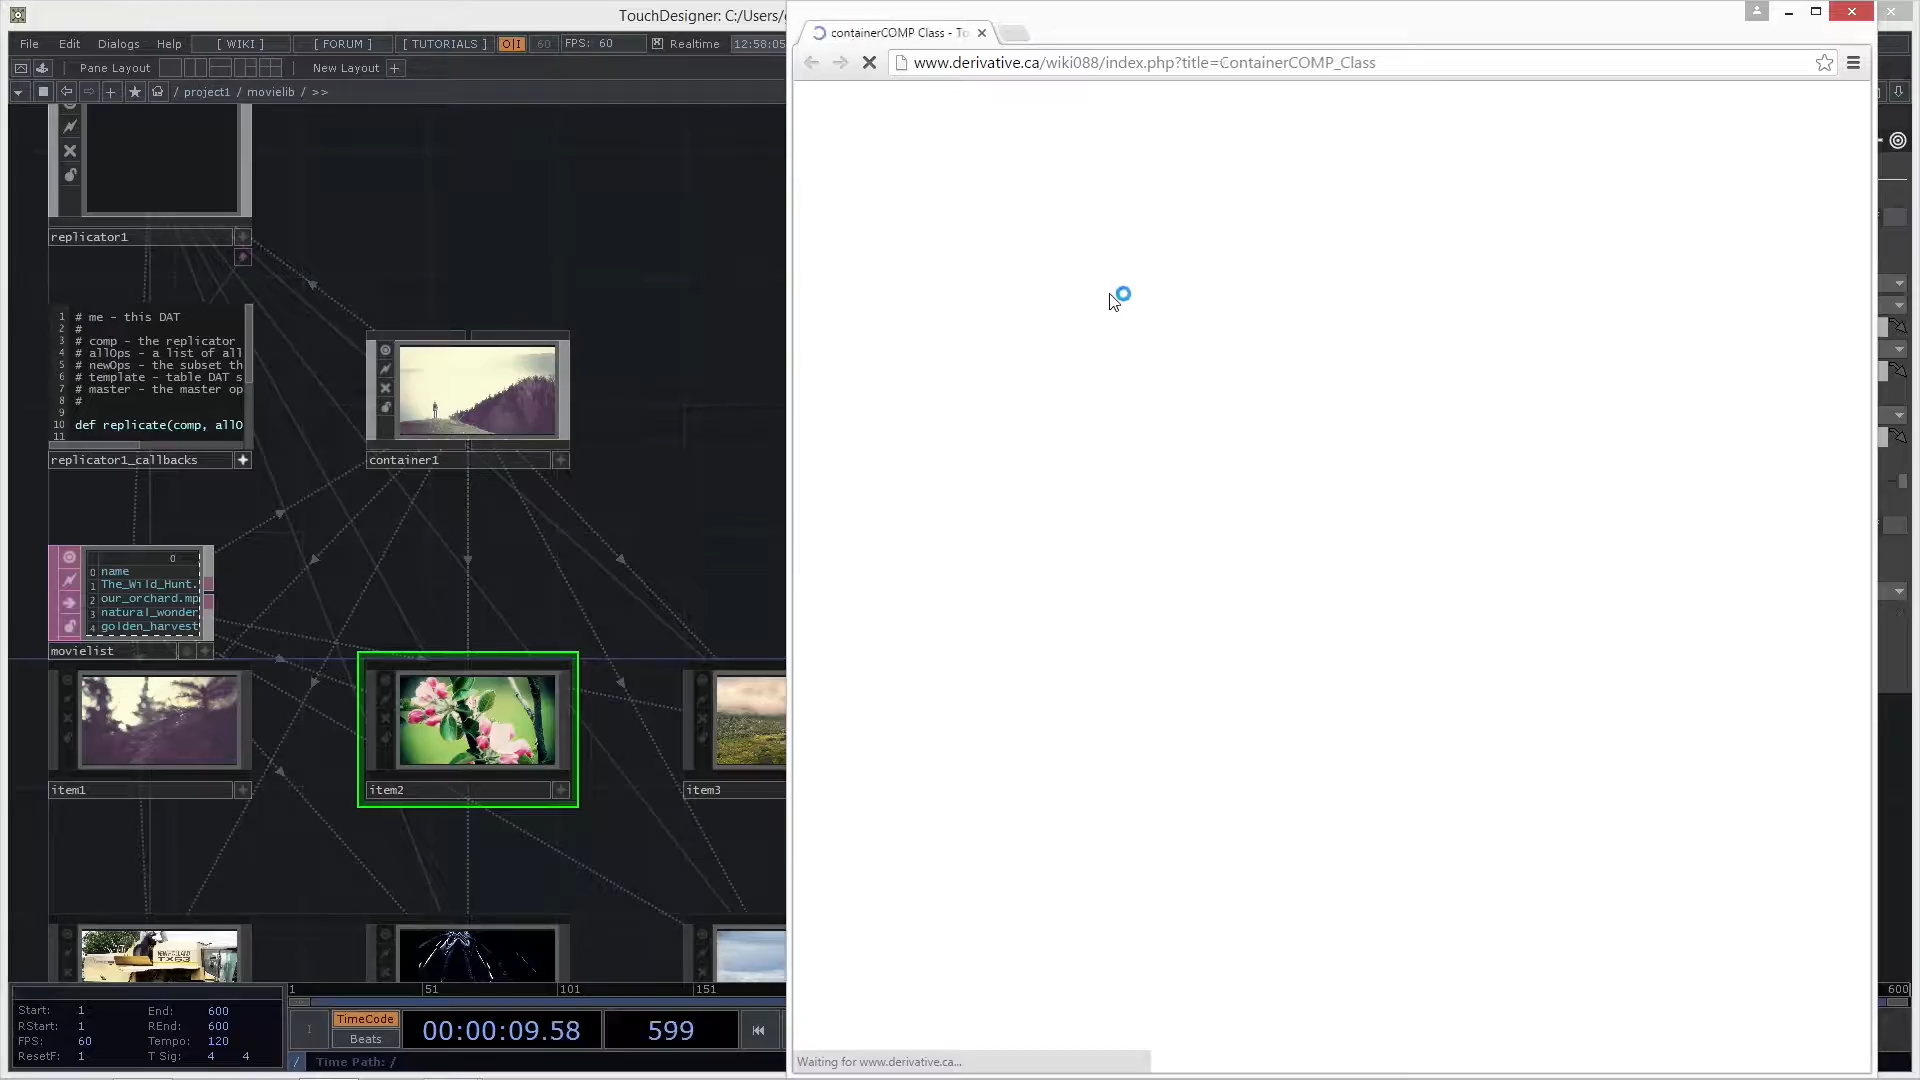 TouchDesigner: C:/Users/
containerCOMP Class - To
File Edit Dialogs Help [ WIKI ] [ FORUM ] [ TUTORIALS ] O|I 60 FPS: 60 Realtime 12:58:05
www.derivative.ca/wiki088/index.php?title=ContainerCOMP_Class
Pane Layout New Layout +
/ project1 / movielib / >>
replicator1
1 # me - this DAT
2 #
3 # comp - the replicator
4 # allOps - a list of all
5 # newOps - the subset th
6 # template - table DAT s
7 # master - the master op
8 #
9
10 def replicate(comp, allO
11
replicator1_callbacks
container1
0
0 name
1 The_Wild_Hunt.
2 our_orchard.mp
3 natural_wonder
4 golden_harvest
movielist
item1
item2
item3
NEW HOLLAND
TX63
1 51 101 151 600
Start: 1 End: 600
RStart: 1 REnd: 600
FPS: 60 Tempo: 120
ResetF: 1 T Sig: 4 4
TimeCode
Beats
00:00:09.58
599
/ Time Path: /
Waiting for www.derivative.ca...